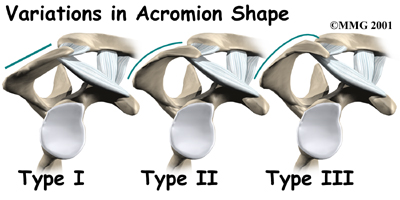 Variations in Acromion Shape
©MMG 2001
Type I
Type II
Type III